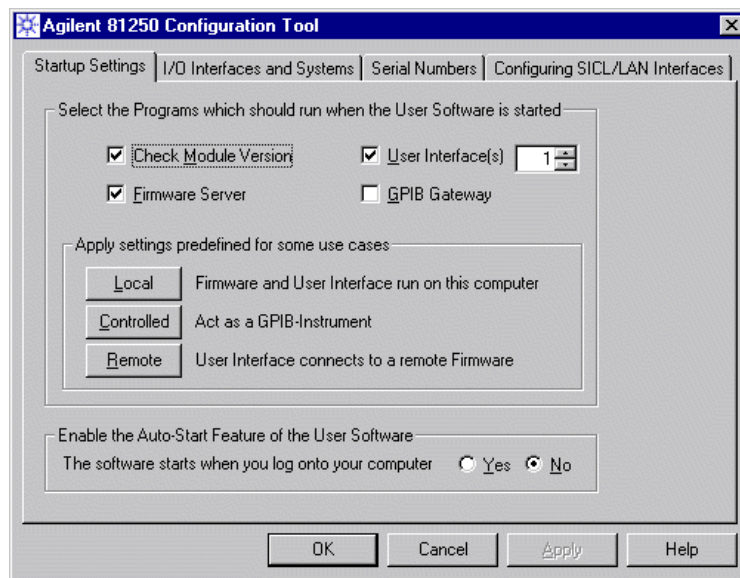 Agilent 81250 Configuration Tool
Startup Settings I/O Interfaces and Systems Serial Numbers Configuring SICL/LAN Interfaces
Select the Programs which should run when the User Software is started
Check Module Version User Interface(s) 1
Firmware Server GPIB Gateway
Apply settings predefined for some use cases
Local Firmware and User Interface run on this computer
Controlled Act as a GPIB-Instrument
Remote User Interface connects to a remote Firmware
Enable the Auto-Start Feature of the User Software
The software starts when you log onto your computer Yes No
OK Cancel Apply Help